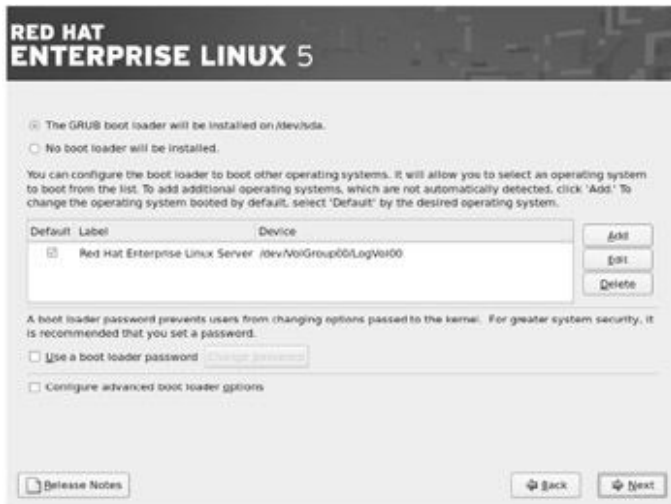 RED HAT
ENTERPRISE LINUX 5
The GRUB boot loader will be installed on /dev/sda.
No boot loader will be installed.
You can configure the boot loader to boot other operating systems. It will allow you to select an operating system
to boot from the list. To add additional operating systems, which are not automatically detected, click 'Add.' To
change the operating system booted by default, select 'Default' by the desired operating system.
Default Label Device
Red Hat Enterprise Linux Server /dev/VolGroup00/LogVol00
Add
Edit
Delete
A boot loader password prevents users from changing options passed to the kernel. For greater system security, it
is recommended that you set a password.
Use a boot loader password Change password
Configure advanced boot loader options
Release Notes
Back
Next